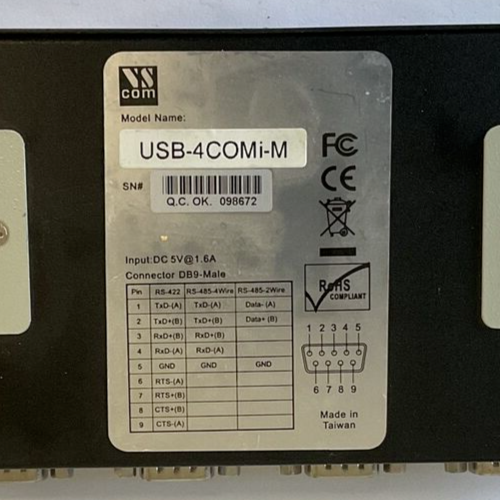 VS
com
Model Name:
USB-4COMi-M
SN#
Q.C. OK. 098672
FC
CE
Input:DC 5V@1.6A
Connector DB9-Male
RoHS
COMPLIANT
Pin RS-422 RS-485-4Wire RS-485-2Wire
1 TxD-(A) TxD-(A) Data-(A)
2 TxD+(B) TxD+(B) Data+(B)
3 RxD+(B) RxD+(B)
4 RxD-(A) RxD-(A)
5 GND GND GND
6 RTS-(A)
7 RTS+(B)
8 CTS+(B)
9 CTS-(A)
1 2 3 4 5
6 7 8 9
Made in
Taiwan